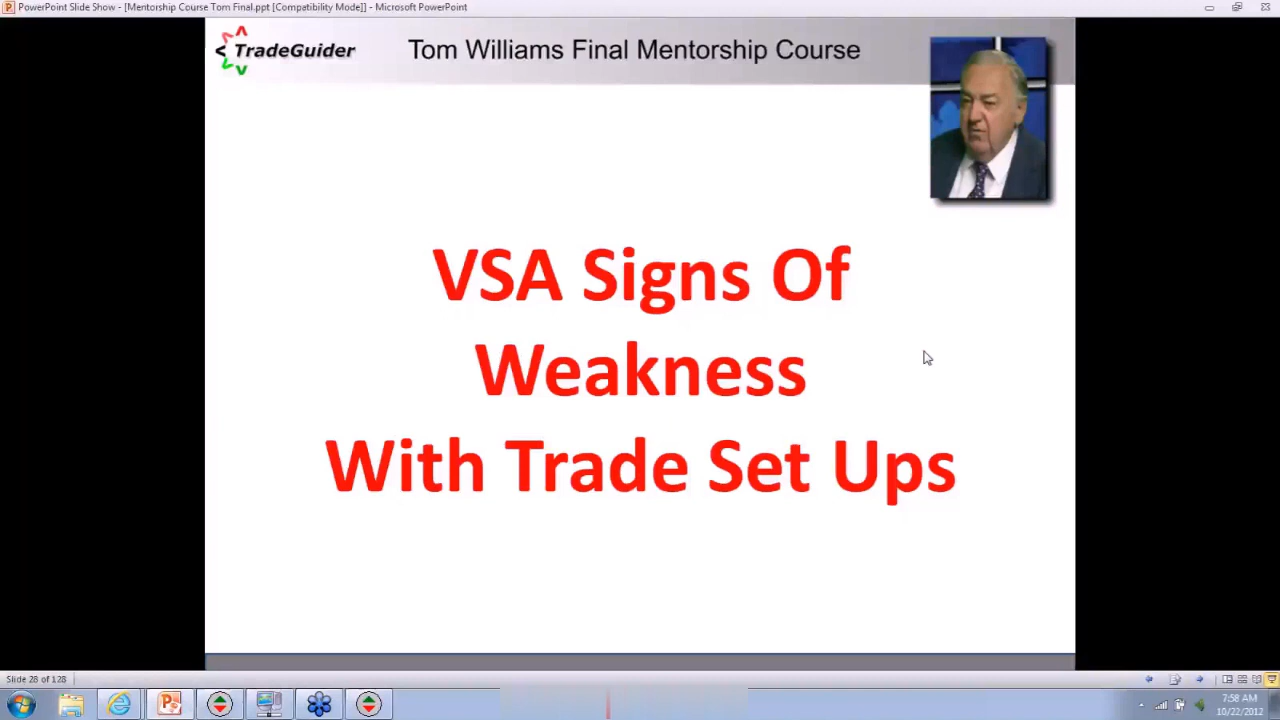 PowerPoint Slide Show - [Mentorship Course Tom Final.ppt [Compatibility Mode]] - Microsoft PowerPoint
TradeGuider
Tom Williams Final Mentorship Course
VSA Signs Of
Weakness
With Trade Set Ups
Slide 28 of 128
7:58 AM
10/22/2012